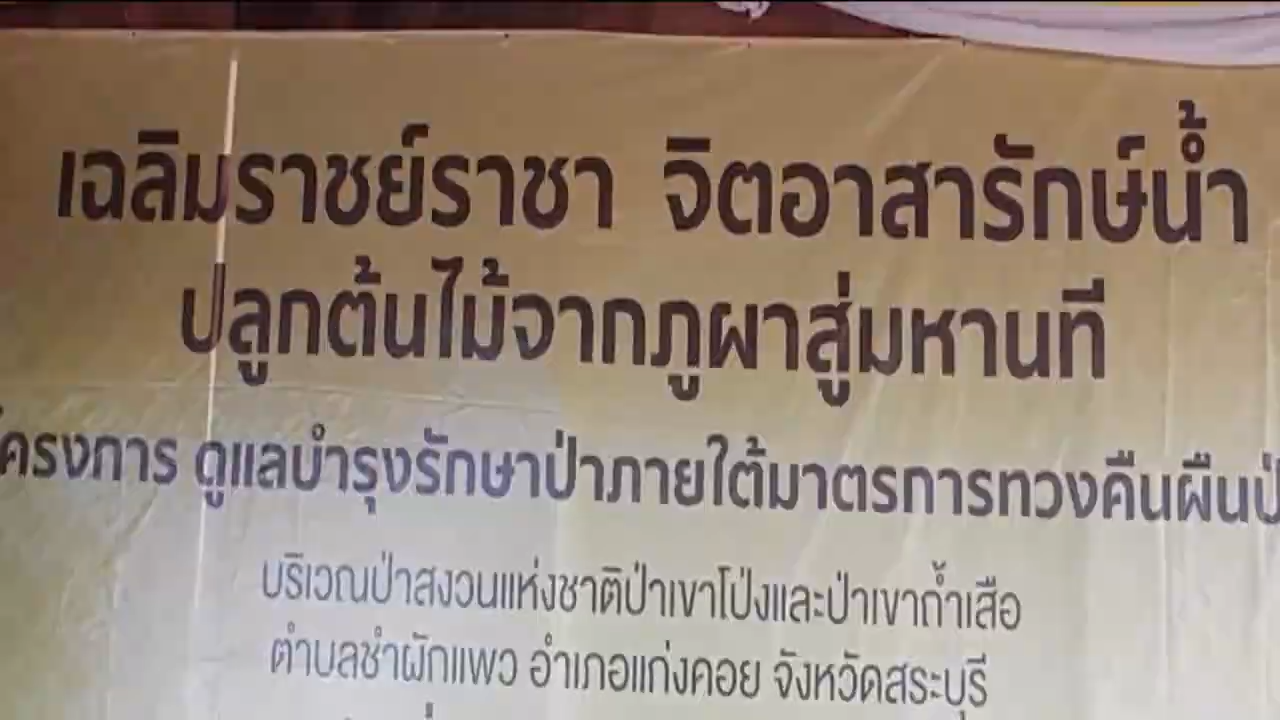 เฉลิมราชย์ราชา จิตอาสารักษ์น้ำ
ปลูกต้นไม้จากภูผาสู่มหานที
โครงการ ดูแลบำรุงรักษาป่าภายใต้มาตรการทวงคืนผืนป่
บริเวณป่าสงวนแห่งชาติป่าเขาโป่งและป่าเขาถ้ำเสือ
ตำบลชำผักแพว อำเภอแก่งคอย จังหวัดสระบุรี